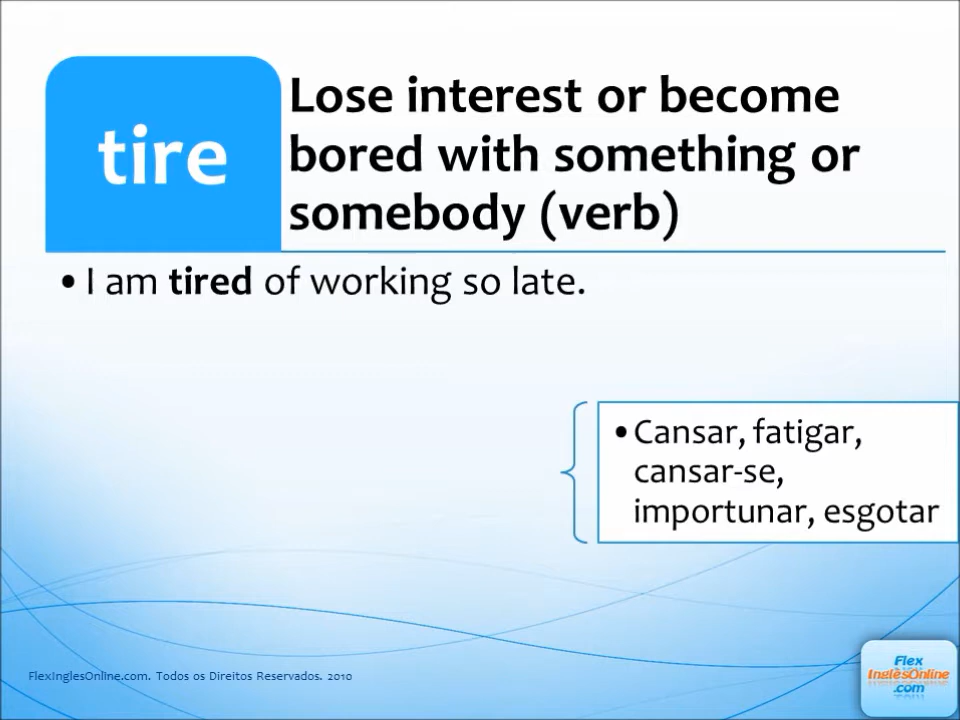 tire
Lose interest or become
bored with something or
somebody (verb)
• I am tired of working so late.
• Cansar, fatigar,
cansar-se,
importunar, esgotar
FlexInglesOnline.com. Todos os Direitos Reservados. 2010
Flex
InglêsOnline
.com